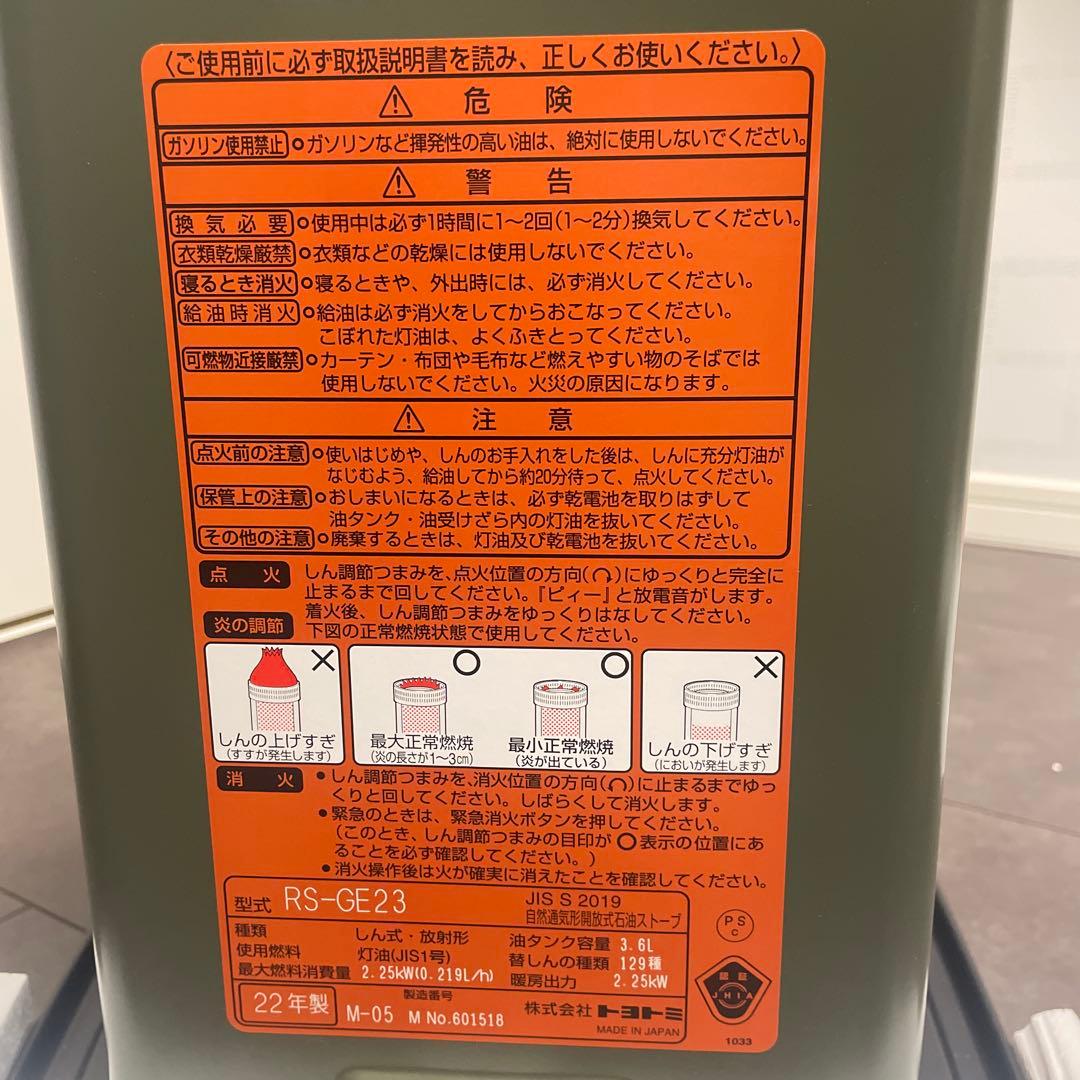 〈ご使用前に必ず取扱説明書を読み、正しくお使いください。〉
⚠ 危険
ガソリン使用禁止 ○ガソリンなど揮発性の高い油は、絶対に使用しないでください。
⚠ 警告
換気必要 ○使用中は必ず1時間に1〜2回(1〜2分)換気してください。
衣類乾燥厳禁 ○衣類などの乾燥には使用しないでください。
寝るとき消火 ○寝るときや、外出時には、必ず消火してください。
給油時消火 ○給油は必ず消火をしてからおこなってください。
こぼれた灯油は、よくふきとってください。
可燃物近接厳禁 ○カーテン・布団や毛布など燃えやすい物のそばでは
使用しないでください。火災の原因になります。
⚠ 注意
点火前の注意 ○使いはじめや、しんのお手入れをした後は、しんに充分灯油が
なじむよう、給油してから約20分待って、点火してください。
保管上の注意 ○おしまいになるときは、必ず乾電池を取りはずして
油タンク・油受けざら内の灯油を抜いてください。
その他の注意 ○廃棄するときは、灯油及び乾電池を抜いてください。
点火 しん調節つまみを、点火位置の方向(↷)にゆっくりと完全に
止まるまで回してください。『ピィー』と放電音がします。
着火後、しん調節つまみをゆっくりはなしてください。
炎の調節 下図の正常燃焼状態で使用してください。
× ○ ○ ×
しんの上げすぎ 最大正常燃焼 最小正常燃焼 しんの下げすぎ
(すすが発生します) (炎の長さが1〜3cm) (炎が出ている) (においが発生します)
消火 ●しん調節つまみを、消火位置の方向(↶)に止まるまでゆっ
くりと回してください。しばらくして消火します。
●緊急のときは、緊急消火ボタンを押してください。
(このとき、しん調節つまみの目印が○表示の位置にあ
ることを必ず確認してください。)
●消火操作後は火が確実に消えたことを確認してください。
型式 RS-GE23 JIS S 2019
自然通気形開放式石油ストーブ
種類 しん式・放射形 油タンク容量 3.6L
使用燃料 灯油(JIS1号) 替しんの種類 129種
最大燃料消費量 2.25kW(0.219L/h) 暖房出力 2.25kW
22年製 製造番号 M-05 M No.601518 株式会社トヨトミ
MADE IN JAPAN
PS
C
認証
JHIA
1033